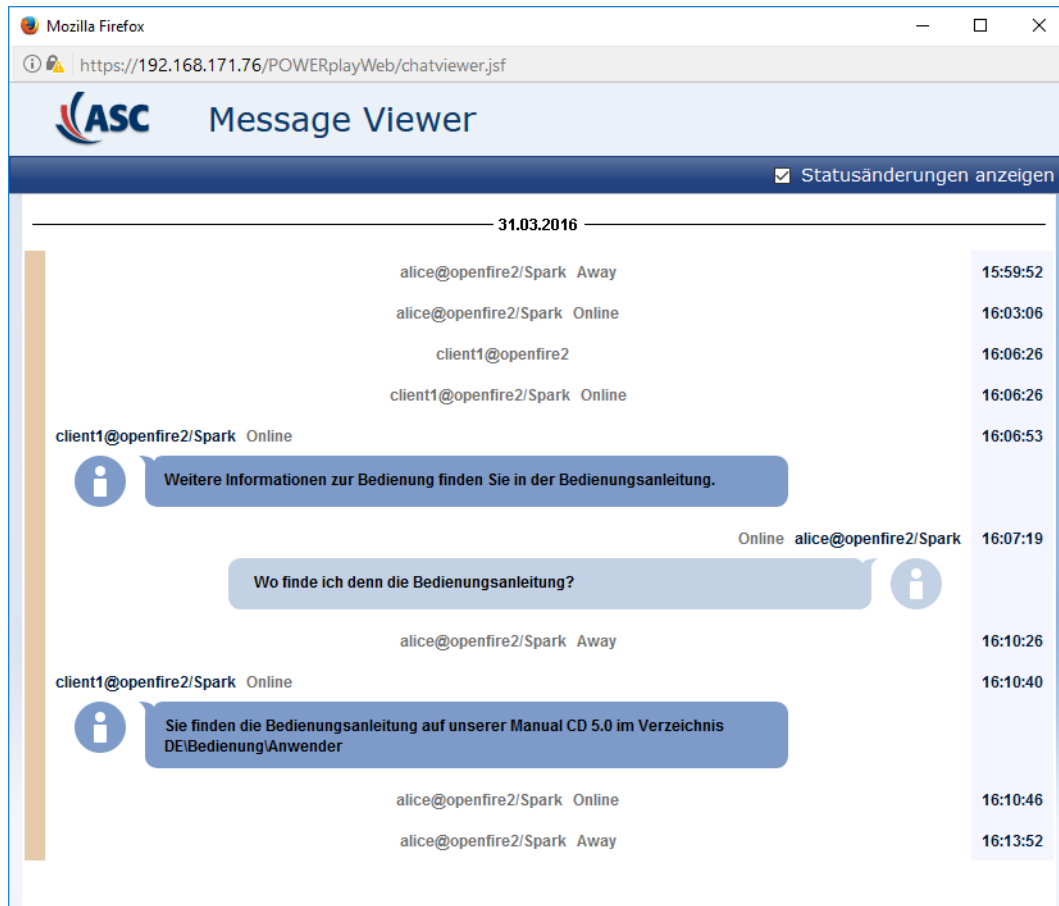 Mozilla Firefox
https://192.168.171.76/POWERplayWeb/chatviewer.jsf
ASC Message Viewer
Statusänderungen anzeigen
31.03.2016
alice@openfire2/Spark Away 15:59:52
alice@openfire2/Spark Online 16:03:06
client1@openfire2 16:06:26
client1@openfire2/Spark Online 16:06:26
client1@openfire2/Spark Online 16:06:53
Weitere Informationen zur Bedienung finden Sie in der Bedienungsanleitung.
Online alice@openfire2/Spark 16:07:19
Wo finde ich denn die Bedienungsanleitung?
alice@openfire2/Spark Away 16:10:26
client1@openfire2/Spark Online 16:10:40
Sie finden die Bedienungsanleitung auf unserer Manual CD 5.0 im Verzeichnis
DE\Bedienung\Anwender
alice@openfire2/Spark Online 16:10:46
alice@openfire2/Spark Away 16:13:52